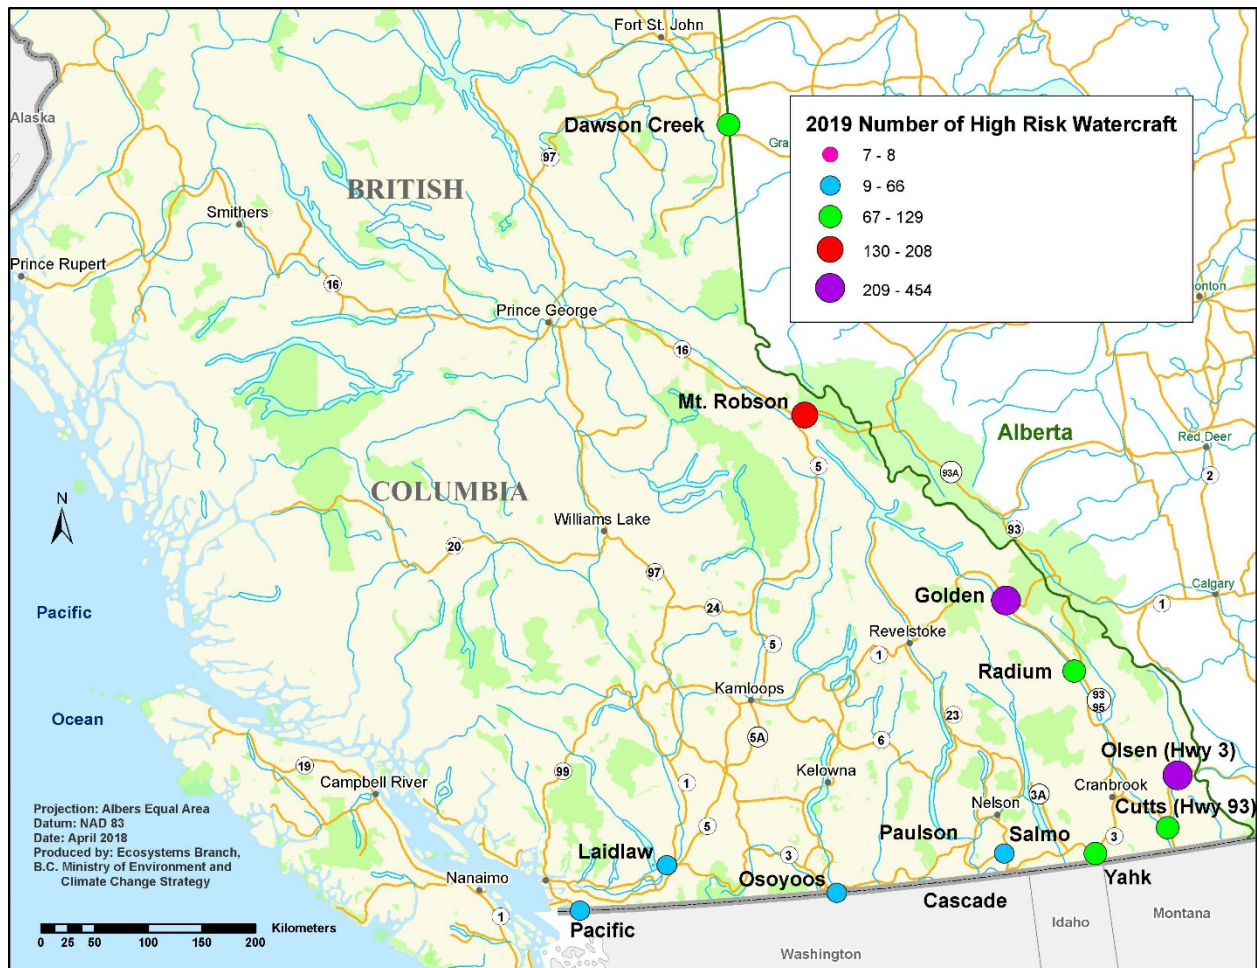 Fort St. John
Alaska
Dawson Creek
2019 Number of High Risk Watercraft
7 - 8
9 - 66
67 - 129
130 - 208
209 - 454
Gra
97
BRITISH
Smithers
Prince Rupert
16
Prince George
onton
16
Mt. Robson
Alberta
Red Deer
5
93A
2
COLUMBIA
N
Williams Lake
93
20
97
Calgary
Pacific
24
Golden
1
Revelstoke
5
1
Radium
Kamloops
93
95
Ocean
23
5A
6
Olsen (Hwy 3)
19
99
Campbell River
1
Kelowna
Cranbrook
3A
Nelson
Cutts (Hwy 93)
Projection: Albers Equal Area
Datum: NAD 83
Date: April 2018
Produced by: Ecosystems Branch,
B.C. Ministry of Environment and
Climate Change Strategy
5
Paulson
Salmo
3
Laidlaw
3
Osoyoos
Yahk
Nanaimo
Cascade
1
Pacific
Montana
Idaho
Washington
Kilometers
0 25 50 100 150 200